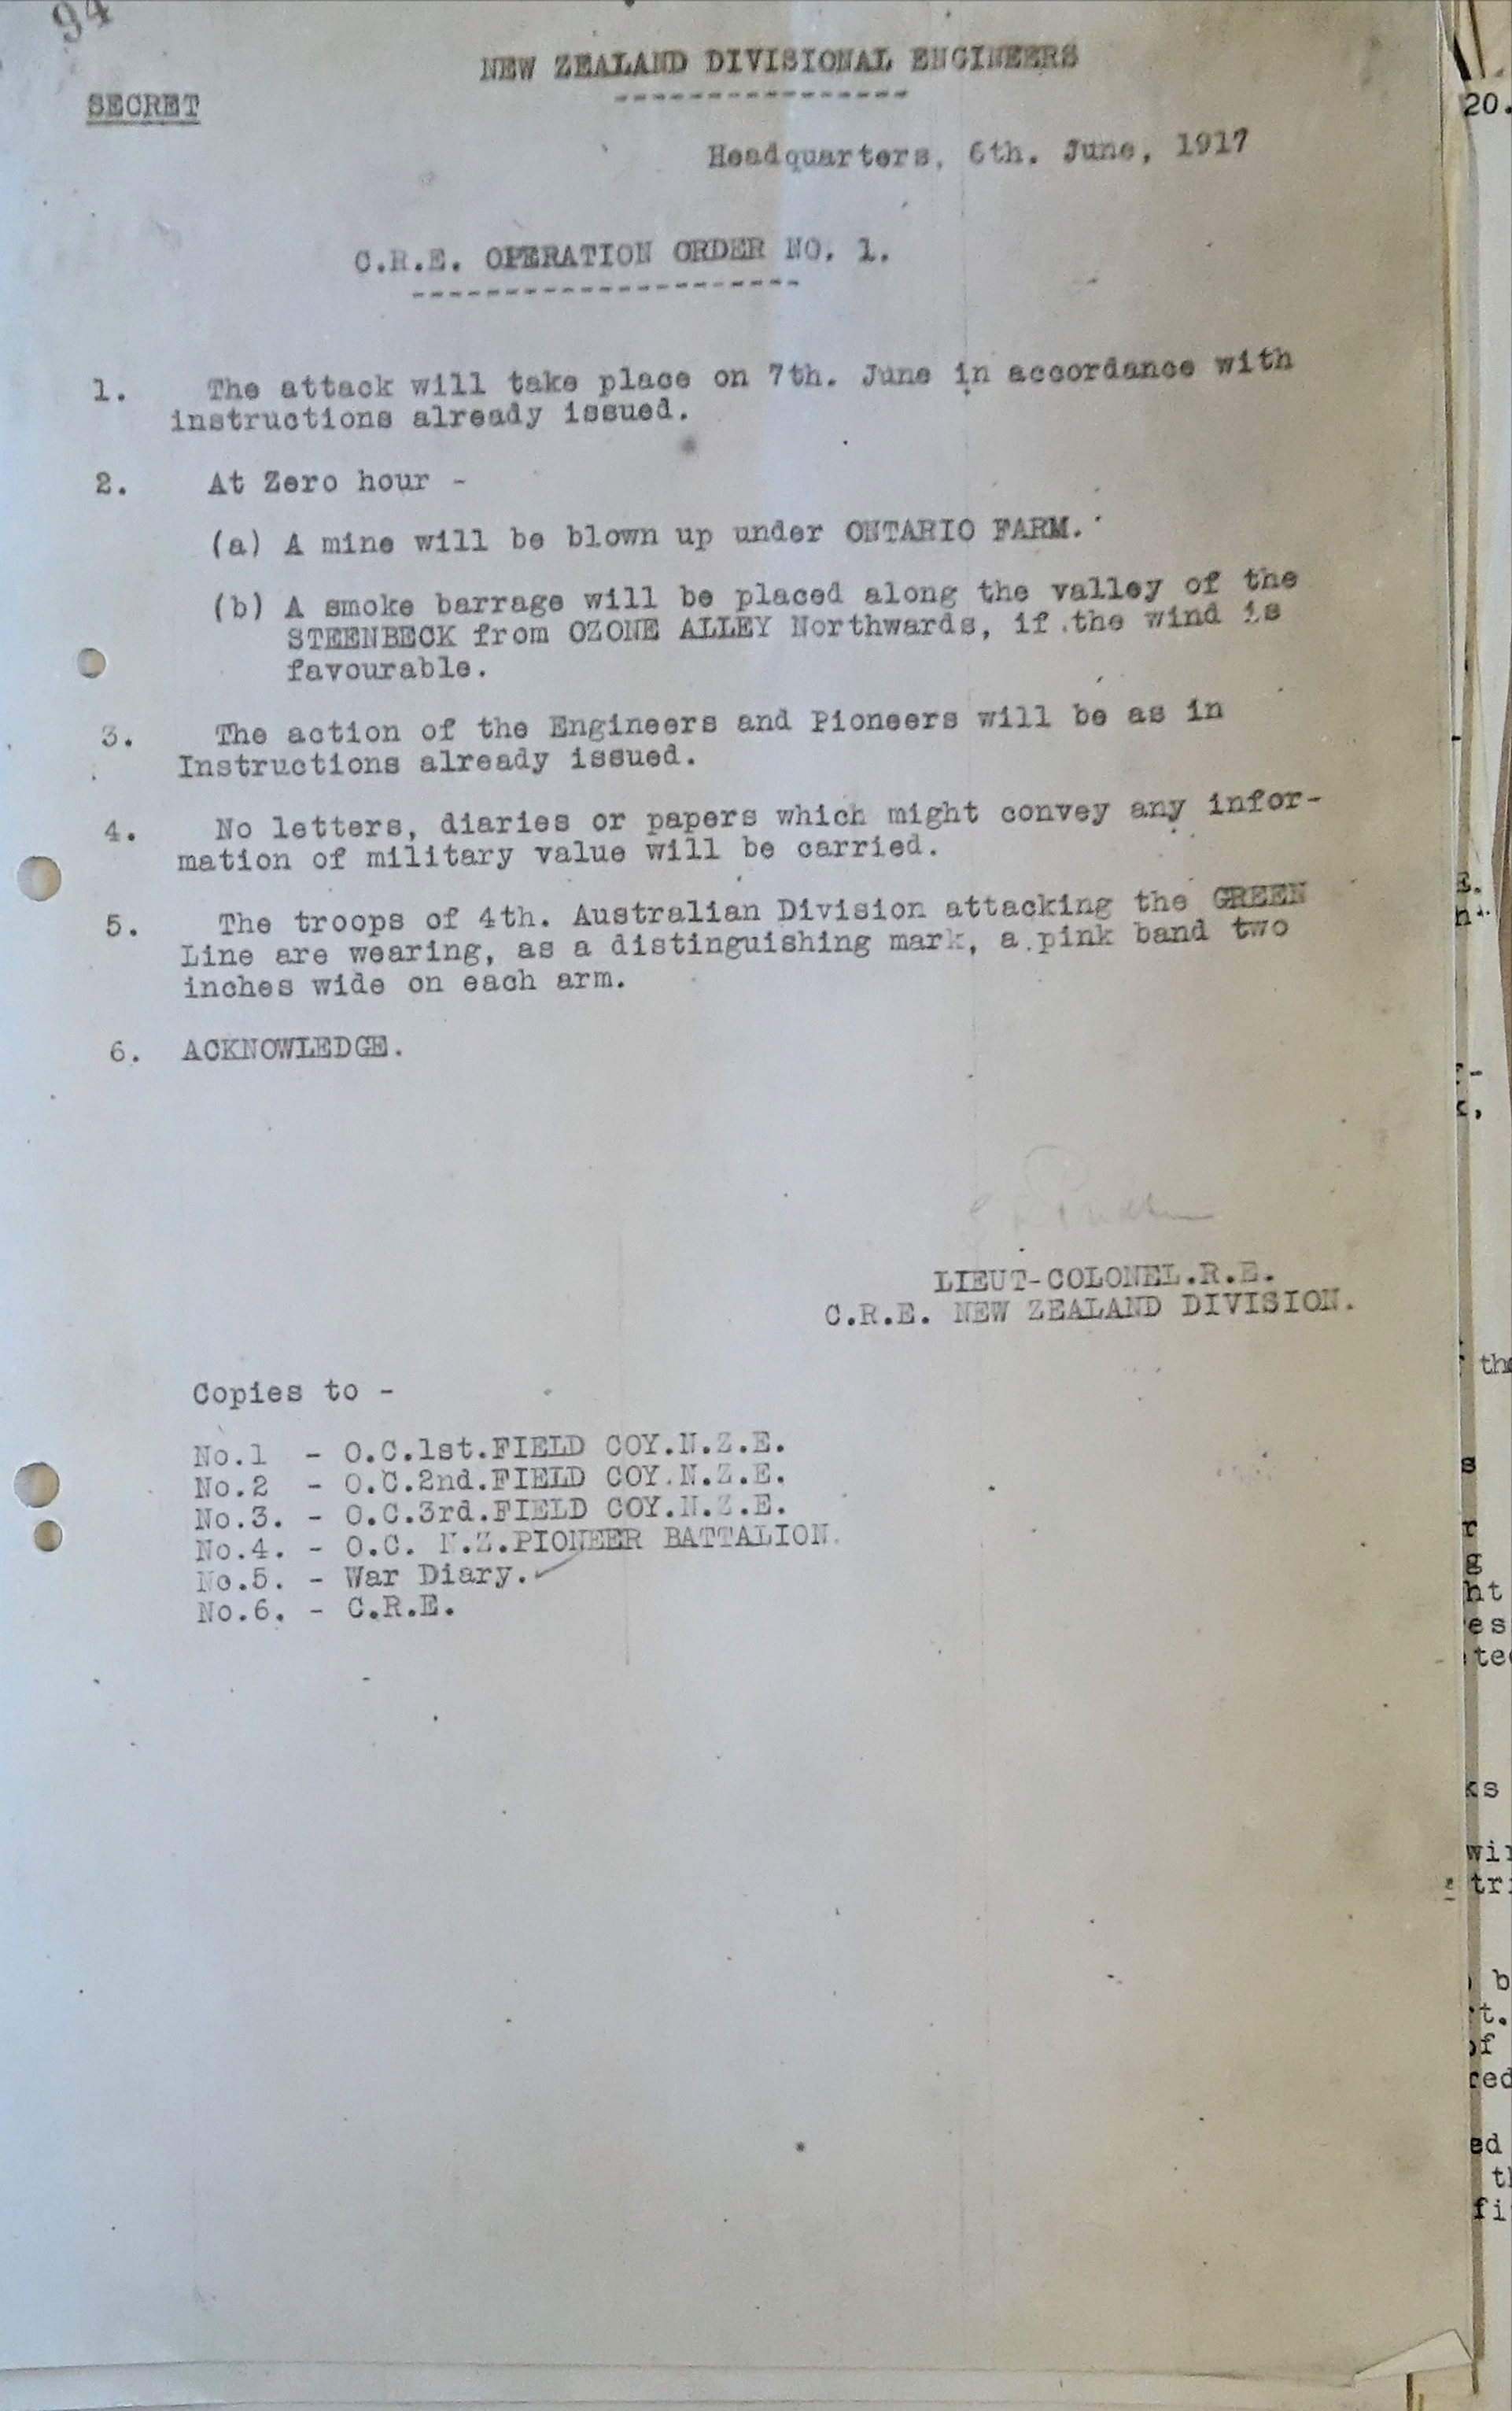 94
NEW ZEALAND DIVISIONAL ENGINEERS
SECRET
Headquarters, 6th. June, 1917
C.R.E. OPERATION ORDER NO. 1.
1. The attack will take place on 7th. June in accordance with
instructions already issued.
2. At Zero hour -
(a) A mine will be blown up under ONTARIO FARM.
(b) A smoke barrage will be placed along the valley of the
STEENBECK from OZONE ALLEY Northwards, if the wind is
favourable.
3. The action of the Engineers and Pioneers will be as in
Instructions already issued.
4. No letters, diaries or papers which might convey any infor-
mation of military value will be carried.
5. The troops of 4th. Australian Division attacking the GREEN
Line are wearing, as a distinguishing mark, a pink band two
inches wide on each arm.
6. ACKNOWLEDGE.
LIEUT-COLONEL.R.E.
C.R.E. NEW ZEALAND DIVISION.
Copies to -
No.1 - O.C.1st.FIELD COY.N.Z.E.
No.2 - O.C.2nd.FIELD COY.N.Z.E.
No.3. - O.C.3rd.FIELD COY.N.Z.E.
No.4. - O.C. N.Z.PIONEER BATTALION.
No.5. - War Diary.
No.6. - C.R.E.
20.